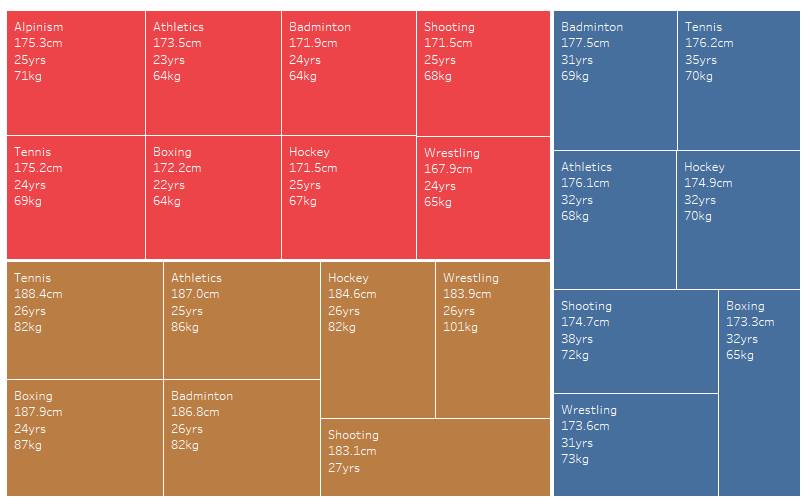 Alpinism
175.3cm
25yrs
71kg
Athletics
173.5cm
23yrs
64kg
Badminton
171.9cm
24yrs
64kg
Shooting
171.5cm
25yrs
68kg
Tennis
175.2cm
24yrs
69kg
Boxing
172.2cm
22yrs
64kg
Hockey
171.5cm
25yrs
67kg
Wrestling
167.9cm
24yrs
65kg
Tennis
188.4cm
26yrs
82kg
Athletics
187.0cm
25yrs
86kg
Hockey
184.6cm
26yrs
82kg
Wrestling
183.9cm
26yrs
101kg
Boxing
187.9cm
24yrs
87kg
Badminton
186.8cm
26yrs
82kg
Shooting
183.1cm
27yrs
Badminton
177.5cm
31yrs
69kg
Tennis
176.2cm
35yrs
70kg
Athletics
176.1cm
32yrs
68kg
Hockey
174.9cm
32yrs
70kg
Shooting
174.7cm
38yrs
72kg
Boxing
173.3cm
32yrs
65kg
Wrestling
173.6cm
31yrs
73kg